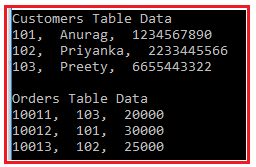 Customers Table Data
101,  Anurag,  1234567890
102,  Priyanka,  2233445566
103,  Preety,  6655443322

Orders Table Data
10011,  103,  20000
10012,  101,  30000
10013,  102,  25000